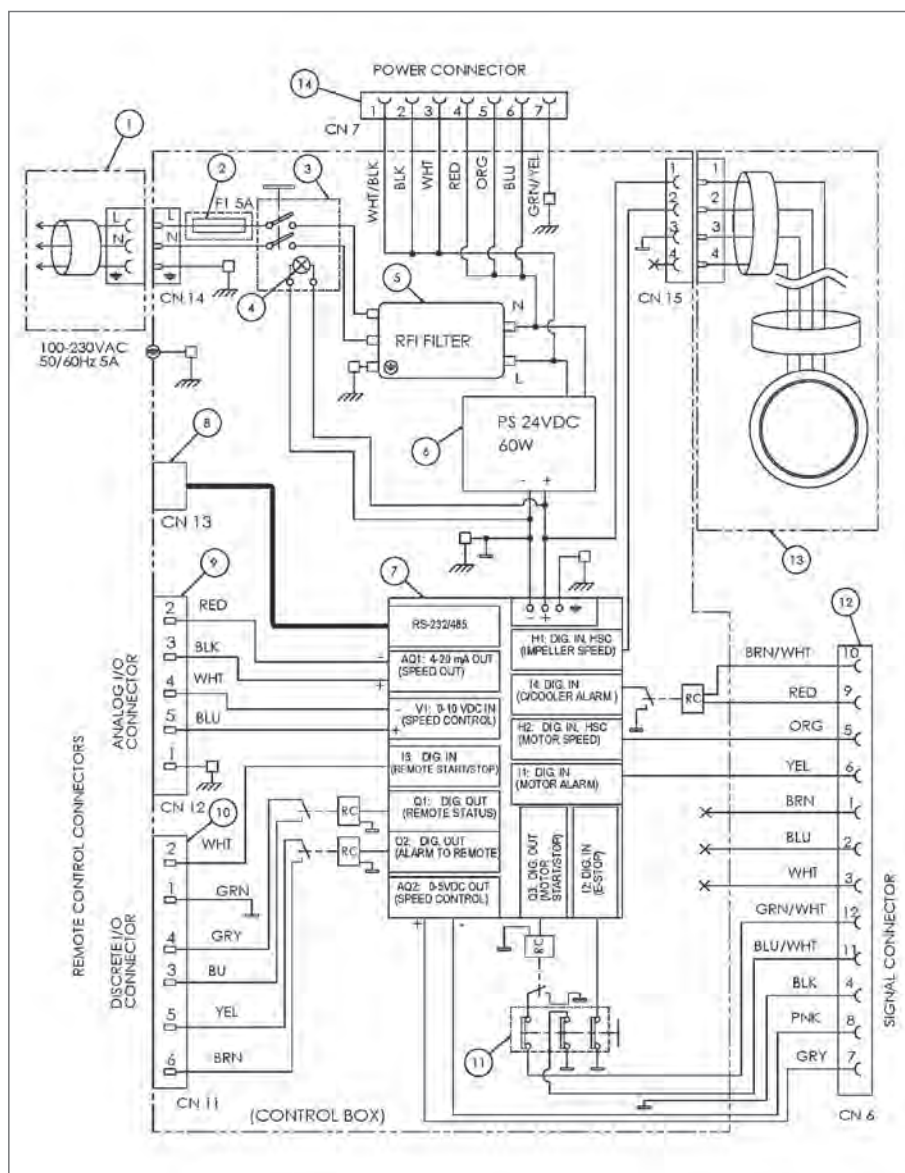 POWER CONNECTOR
14
1 2 3 4 5 6 7
CN 7
WHT/BLK
BLK
WHT
RED
ORG
BLU
GRN/YEL
1
2
3
F1 5A
L
N
L
N
CN 14
4
100-230VAC
50/60Hz 5A
5
RFI FILTER
N
L
6
PS 24VDC
60W
- +
1
2
3
4
1
2
3
4
CN 15
13
8
CN 13
9
REMOTE CONTROL CONNECTORS
ANALOG I/O
CONNECTOR
2 RED
3 BLK
4 WHT
5 BLU
1
CN 12
10
DISCRETE I/O
CONNECTOR
2 WHT
1 GRN
4 GRY
3 BU
5 YEL
6 BRN
CN 11
(CONTROL BOX)
7
- +
RS-232/485
- AQ1: 4-20 mA OUT
+ (SPEED OUT)
- V1: 0-10 VDC IN
+ (SPEED CONTROL)
I3: DIG. IN
(REMOTE START/STOP)
Q1: DIG. OUT
(REMOTE STATUS)
Q2: DIG. OUT
(ALARM TO REMOTE)
AQ2: 0-5VDC OUT
(SPEED CONTROL)
+ -
H1: DIG. IN, HSC
(IMPELLER SPEED)
I4: DIG. IN
(C/COOLER ALARM)
H2: DIG. IN, HSC
(MOTOR SPEED)
I1: DIG. IN
(MOTOR ALARM)
Q3: DIG. OUT
(MOTOR
START/STOP)
I2: DIG. IN
(E-STOP)
RC
RC
RC
RC
11
12
SIGNAL CONNECTOR
BRN/WHT 10
RED 9
ORG 5
YEL 6
BRN 1
BLU 2
WHT 3
GRN/WHT 12
BLU/WHT 11
BLK 4
PNK 8
GRY 7
CN 6